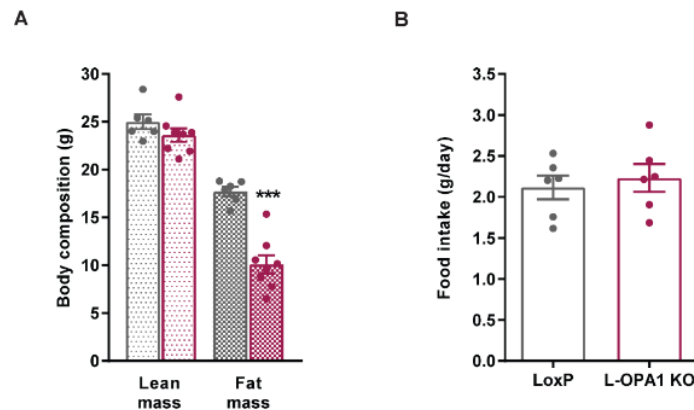 A
B
Body composition (g)
30
25
20
15
10
5
0
***
Lean
mass
Fat
mass
Food intake (g/day)
3.5
3.0
2.5
2.0
1.5
1.0
0.5
0.0
LoxP
L-OPA1 KO